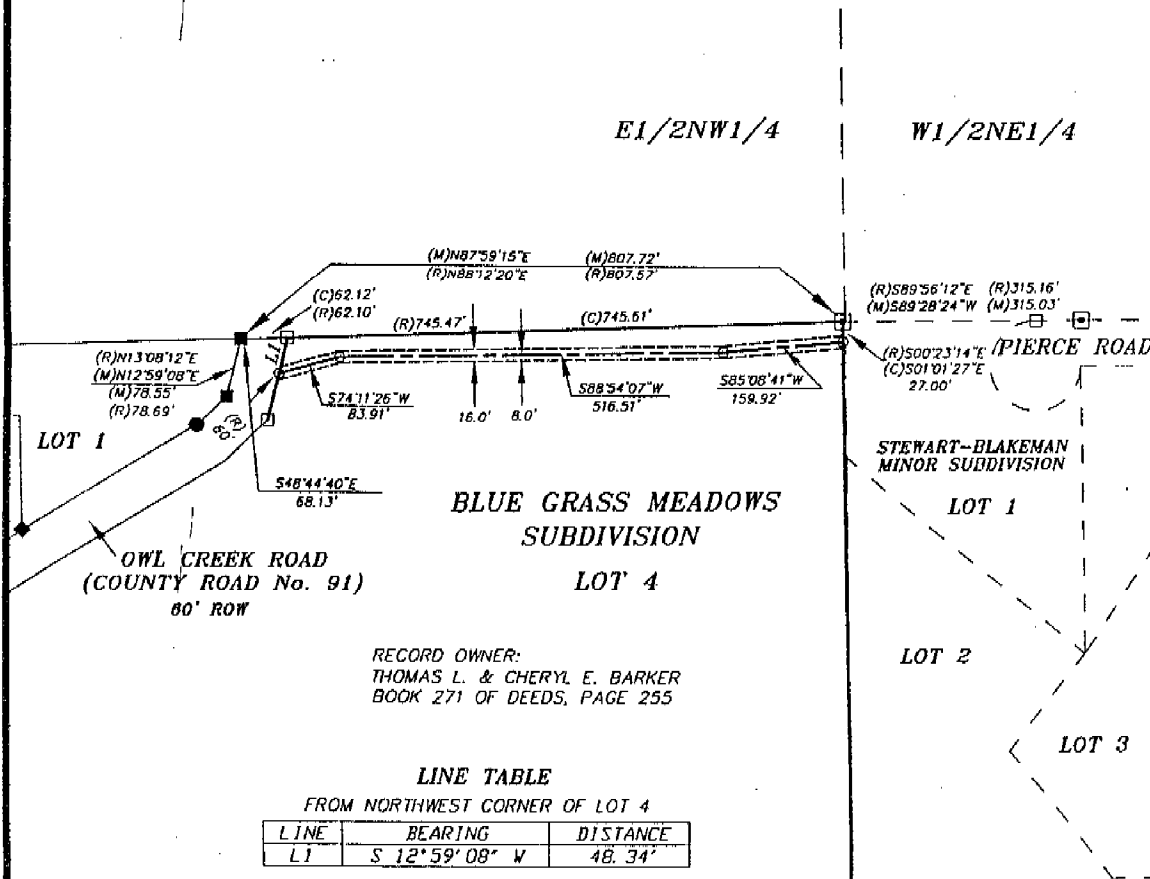 E1/2NW1/4
W1/2NE1/4
(M)N87°59'15"E (M)807.72'
(R)N88°12'20"E (R)807.57'
(C)62.12'
(R)62.10'
(R)745.47'
(C)745.61'
(R)S89°56'12"E (R)315.16'
(M)S89°28'24"W (M)315.03'
L1
(R)N13°08'12"E
(M)N12°59'08"E
(M)78.55'
(R)78.69'
(R)
60'
S74°11'26"W
83.91'
16.0'
8.0'
S88°54'07"W
516.51'
S85°08'41"W
159.92'
(R)S00°23'14"E
(C)S01°01'27"E
27.00'
(PIERCE ROAD
LOT 1
S48°44'40"E
68.13'
STEWART-BLAKEMAN
MINOR SUBDIVISION
LOT 1
BLUE GRASS MEADOWS
SUBDIVISION
LOT 4
OWL CREEK ROAD
(COUNTY ROAD No. 91)
60' ROW
RECORD OWNER:
THOMAS L. & CHERYL E. BARKER
BOOK 271 OF DEEDS, PAGE 255
LOT 2
LOT 3
LINE TABLE
FROM NORTHWEST CORNER OF LOT 4
LINE BEARING DISTANCE
L1 S 12°59'08" W 48.34'